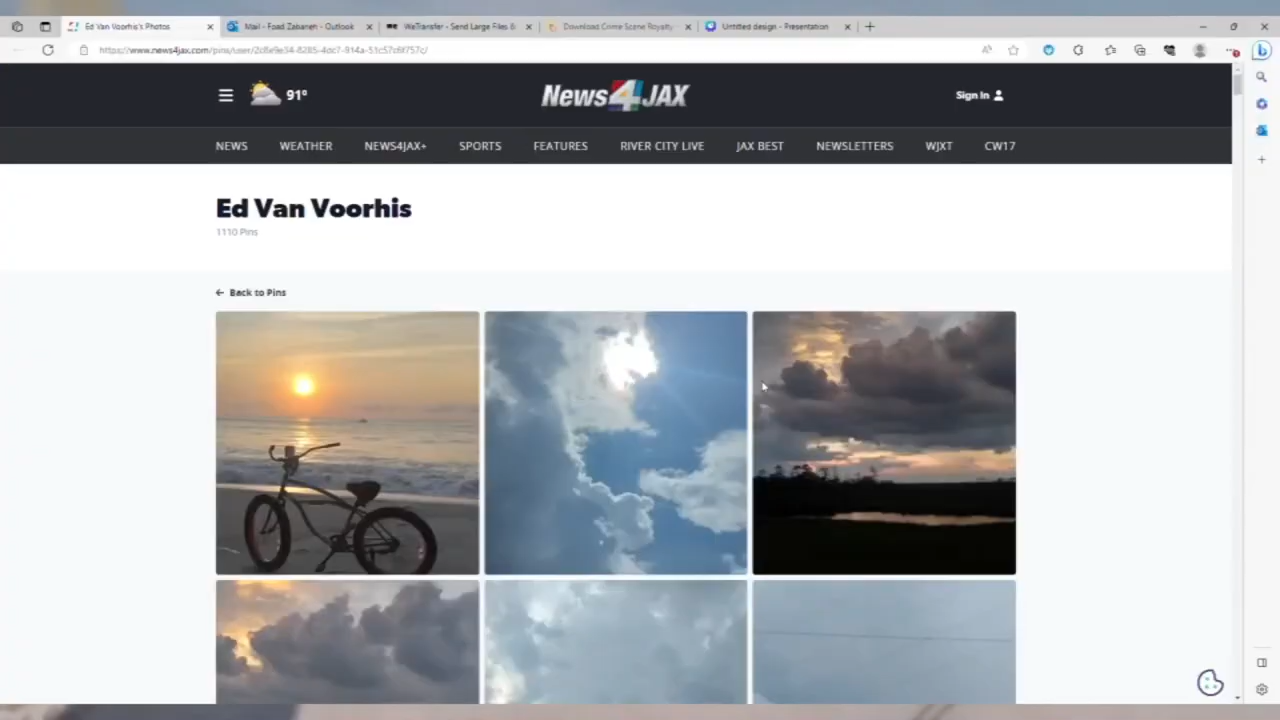 Ed Van Voorhis's Photos
Mail - Foad Zakaneh - Outlook
WeTransfer - Send Large Files &
Download Crime Scene Royalty
Untitled design - Presentation
91°
News4JAX
Sign In
NEWS
WEATHER
NEWS4JAX+
SPORTS
FEATURES
RIVER CITY LIVE
JAX BEST
NEWSLETTERS
WJXT
CW17
Ed Van Voorhis
1110 Pins
Back to Pins